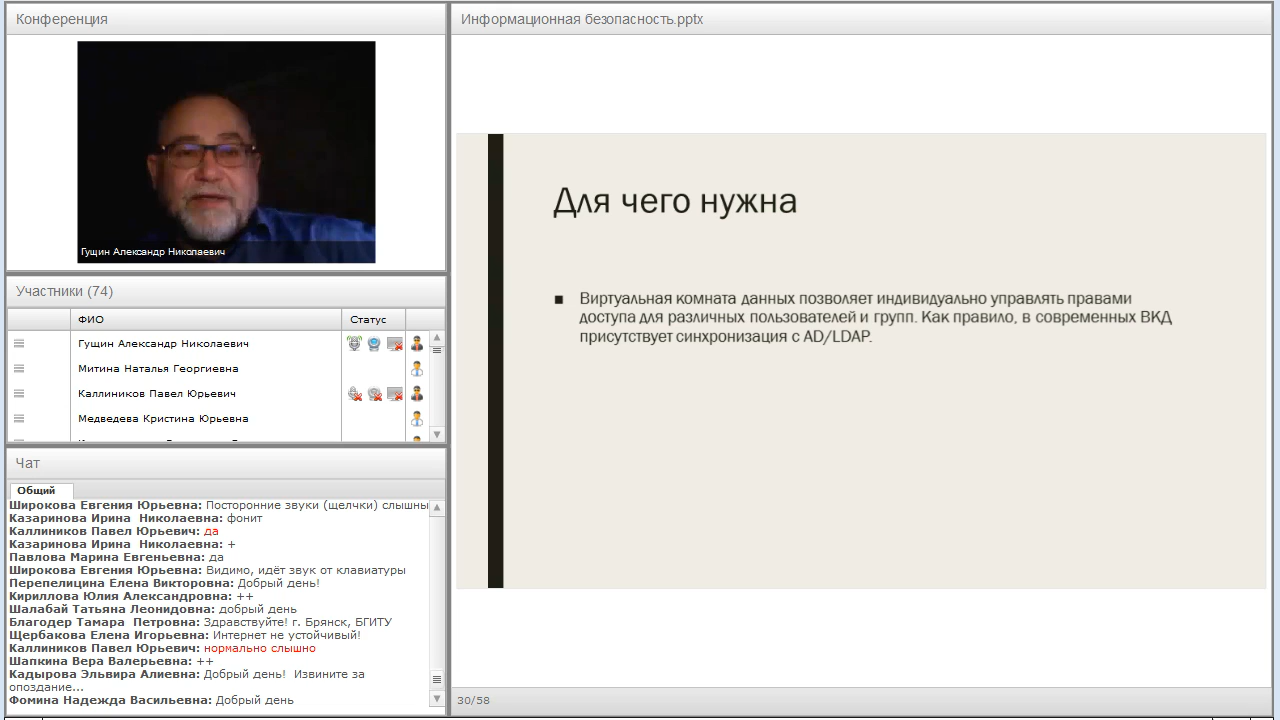 Конференция
Гущин Александр Николаевич
Участники (74)
ФИО
Статус
Гущин Александр Николаевич
Митина Наталья Георгиевна
Каллиников Павел Юрьевич
Медведева Кристина Юрьевна
Чат
Общий
Широкова Евгения Юрьевна: Посторонние звуки (щелчки) слышны
Казаринова Ирина Николаевна: фонит
Каллиников Павел Юрьевич: да
Казаринова Ирина Николаевна: +
Павлова Марина Евгеньевна: да
Широкова Евгения Юрьевна: Видимо, идёт звук от клавиатуры
Перепелицина Елена Викторовна: Добрый день!
Кириллова Юлия Александровна: ++
Шалабай Татьяна Леонидовна: добрый день
Благодер Тамара Петровна: Здравствуйте! г. Брянск, БГИТУ
Щербакова Елена Игорьевна: Интернет не устойчивый!
Каллиников Павел Юрьевич: нормально слышно
Шапкина Вера Валерьевна: ++
Кадырова Эльвира Алиевна: Добрый день! Извините за
опоздание...
Фомина Надежда Васильевна: Добрый день
Информационная безопасность.pptx
Для чего нужна
Виртуальная комната данных позволяет индивидуально управлять правами
доступа для различных пользователей и групп. Как правило, в современных ВКД
присутствует синхронизация с AD/LDAP.
30/58